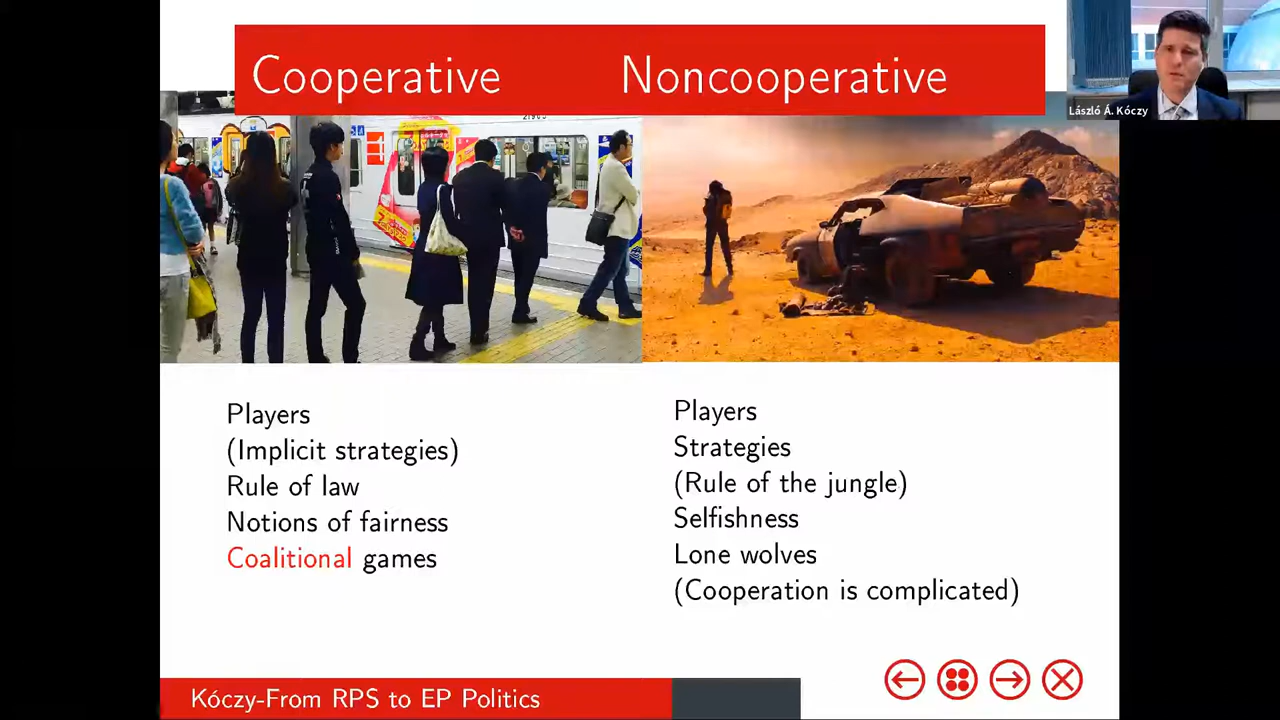 Cooperative
Noncooperative
László Á. Kóczy
Players
(Implicit strategies)
Rule of law
Notions of fairness
Coalitional games
Players
Strategies
(Rule of the jungle)
Selfishness
Lone wolves
(Cooperation is complicated)
Kóczy-From RPS to EP Politics